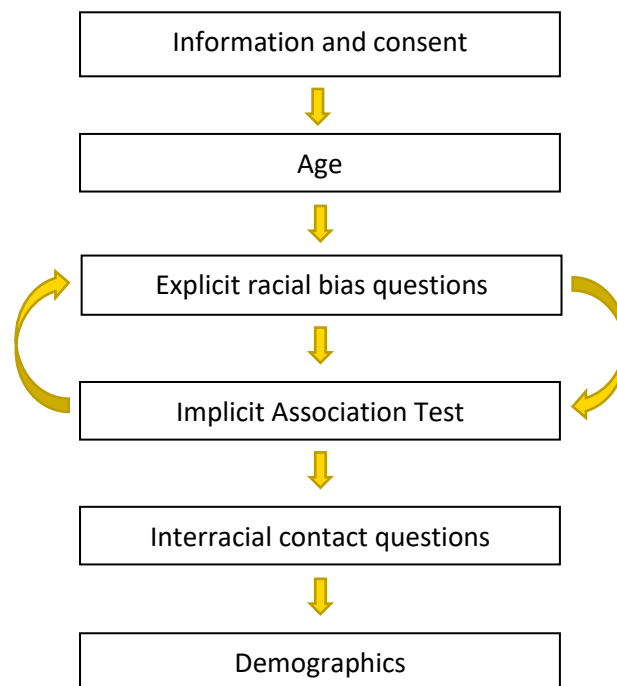 Information and consent
Age
Explicit racial bias questions
Implicit Association Test
Interracial contact questions
Demographics